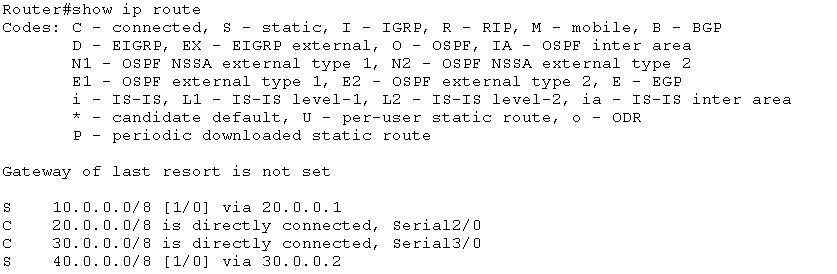 Router#show ip route
Codes: C - connected, S - static, I - IGRP, R - RIP, M - mobile, B - BGP
       D - EIGRP, EX - EIGRP external, O - OSPF, IA - OSPF inter area
       N1 - OSPF NSSA external type 1, N2 - OSPF NSSA external type 2
       E1 - OSPF external type 1, E2 - OSPF external type 2, E - EGP
       i - IS-IS, L1 - IS-IS level-1, L2 - IS-IS level-2, ia - IS-IS inter area
       * - candidate default, U - per-user static route, o - ODR
       P - periodic downloaded static route

Gateway of last resort is not set

S    10.0.0.0/8 [1/0] via 20.0.0.1
C    20.0.0.0/8 is directly connected, Serial2/0
C    30.0.0.0/8 is directly connected, Serial3/0
S    40.0.0.0/8 [1/0] via 30.0.0.2